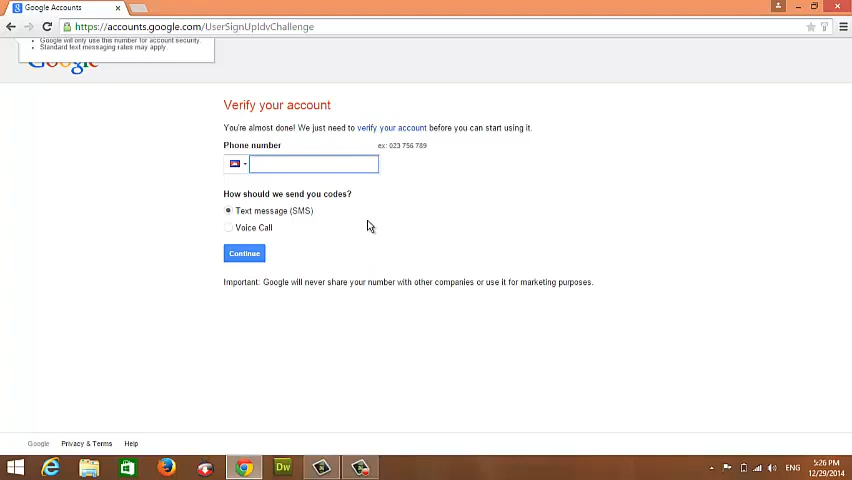 Google Accounts
https://accounts.google.com/UserSignUpIdvChallenge
Google will only use this number for account security.
Standard text messaging rates may apply.
Google
Verify your account
You're almost done! We just need to verify your account before you can start using it.
Phone number ex: 023 756 789
How should we send you codes?
Text message (SMS)
Voice Call
Continue
Important: Google will never share your number with other companies or use it for marketing purposes.
Google Privacy & Terms Help
Dw
ENG
5:26 PM
12/29/2014